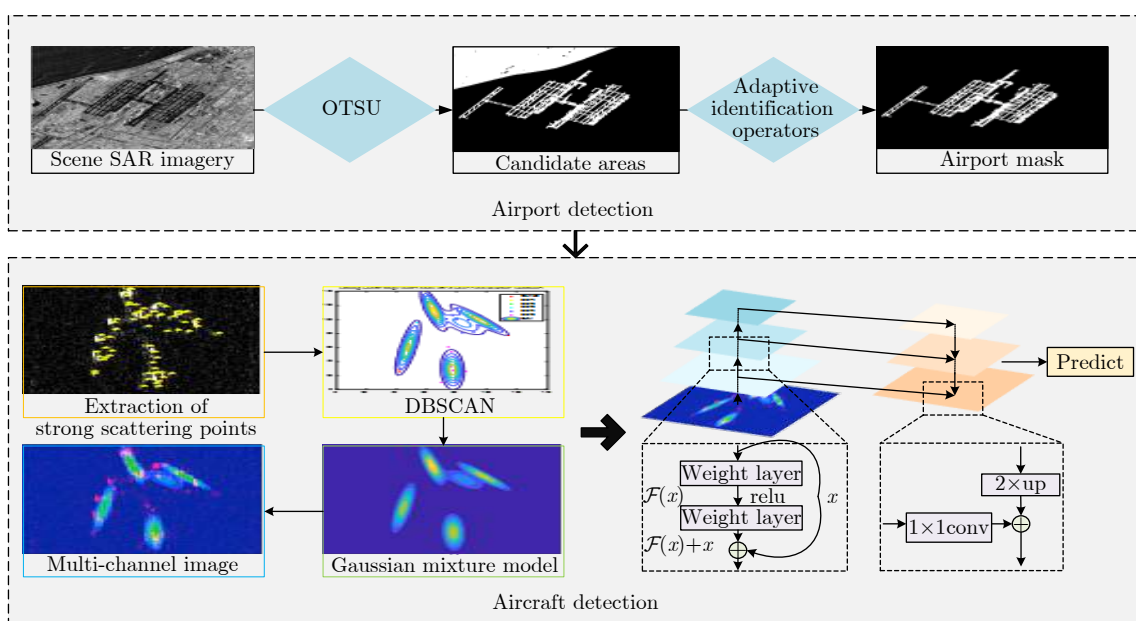 OTSU
Adaptive
identification
operators
Scene SAR imagery
Candidate areas
Airport mask
Airport detection
Extraction of
strong scattering points
DBSCAN
Multi-channel image
Gaussian mixture model
Predict
Weight layer
ℱ(x)
relu
x
Weight layer
ℱ(x)+x
2×up
1×1conv
Aircraft detection